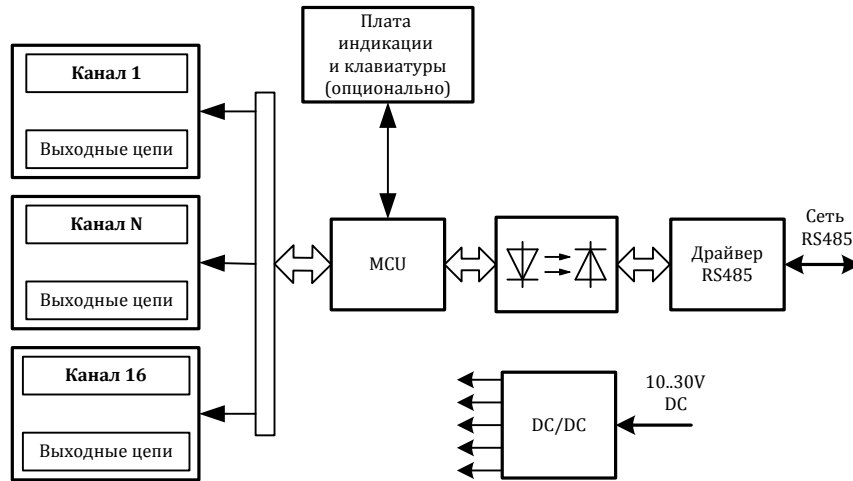 Плата
индикации
и клавиатуры
(опционально)
Канал 1
Выходные цепи
Канал N
Выходные цепи
Канал 16
Выходные цепи
MCU
Драйвер
RS485
Сеть
RS485
DC/DC
10..30V
DC